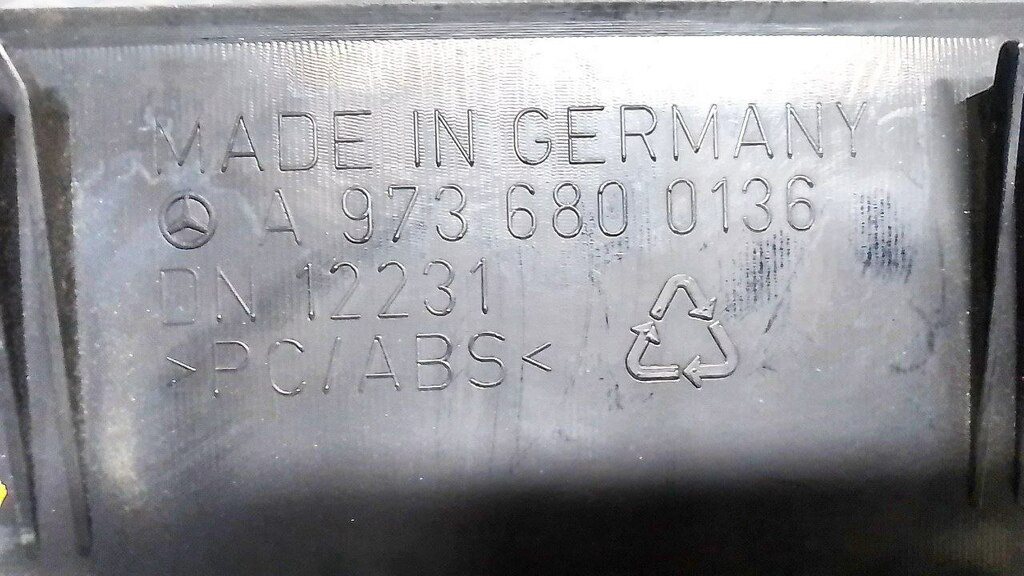 MADE IN GERMANY
A 973 680 0136
DN 12231
>PC/ABS<